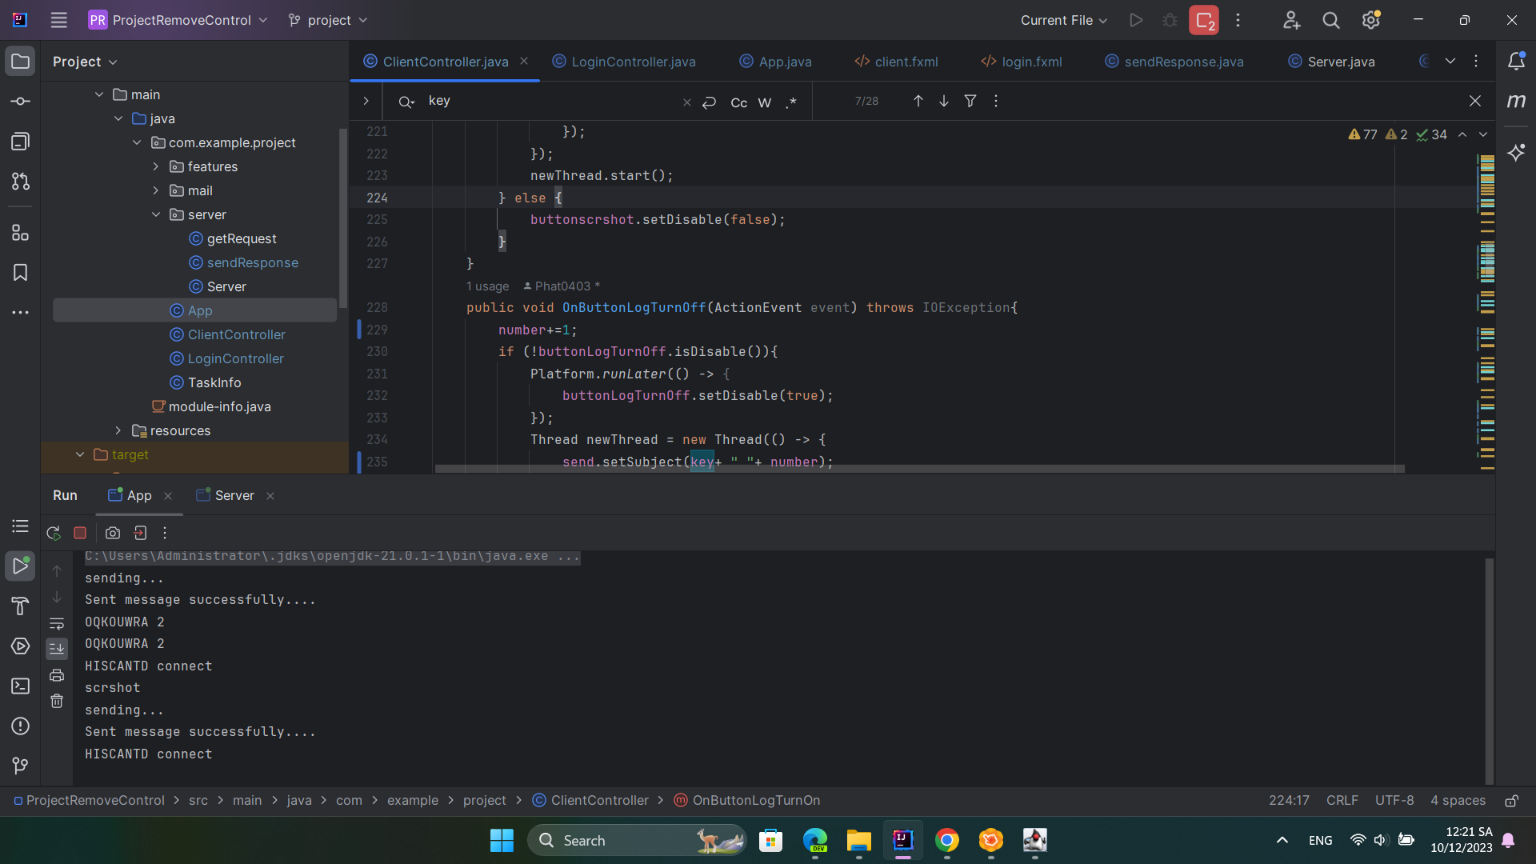 PR ProjectRemoveControl project Current File 2
Project
ClientController.java LoginController.java App.java client.fxml login.fxml sendResponse.java Server.java
main
java
com.example.project
features
mail
server
getRequest
sendResponse
Server
App
ClientController
LoginController
TaskInfo
module-info.java
resources
target
key Cc W .* 7/28
77 2 34
221 });
222 });
223 newThread.start();
224 } else {
225 buttonscrshot.setDisable(false);
226 }
227 }
1 usage Phat0403 *
228 public void OnButtonLogTurnOff(ActionEvent event) throws IOException{
229 number+=1;
230 if (!buttonLogTurnOff.isDisable()){
231 Platform.runLater(() -> {
232 buttonLogTurnOff.setDisable(true);
233 });
234 Thread newThread = new Thread(() -> {
235 send.setSubject(key+ " "+ number);
Run App Server
C:\Users\Administrator\.jdks\openjdk-21.0.1-1\bin\java.exe ...
sending...
Sent message successfully....
OQKOUWRA 2
OQKOUWRA 2
HISCANTD connect
scrshot
sending...
Sent message successfully....
HISCANTD connect
ProjectRemoveControl > src > main > java > com > example > project > ClientController > OnButtonLogTurnOn 224:17 CRLF UTF-8 4 spaces
Search ENG 12:21 SA
10/12/2023